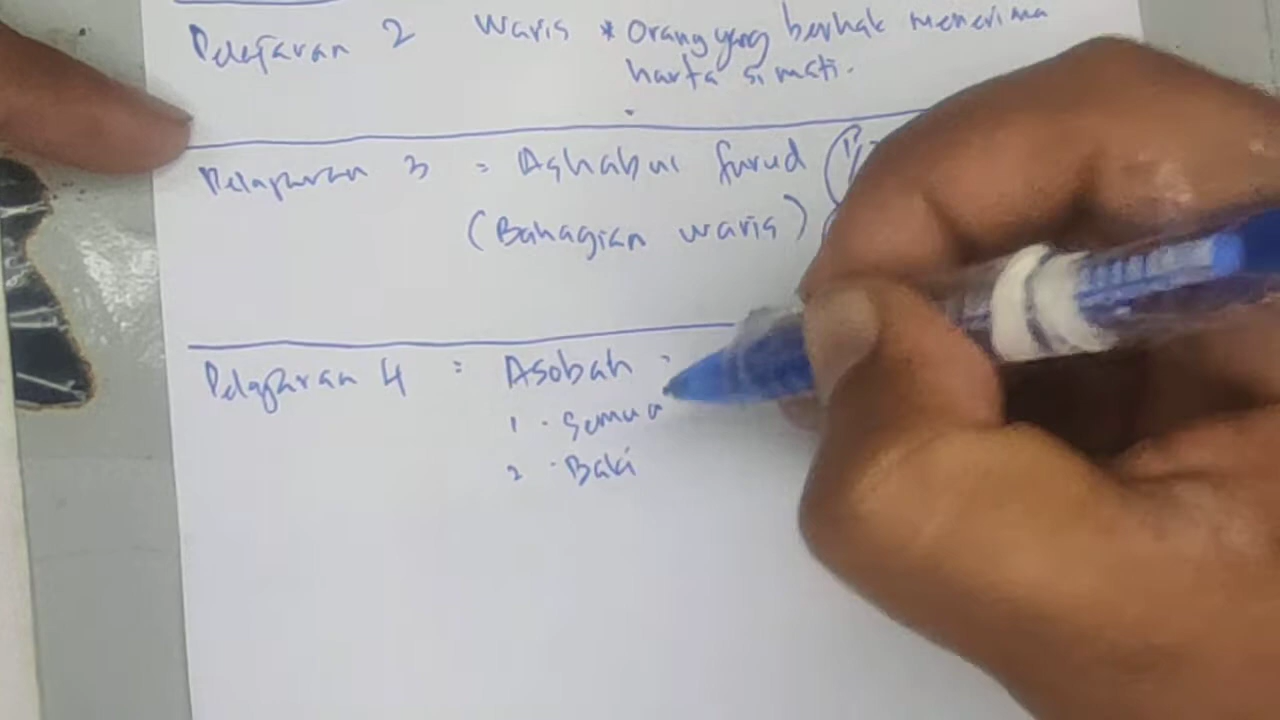 Pelajaran 2 Waris * Orang yang berhak menerima
harta si mati.
Pelajaran 3 = Ashabul furud
(Bahagian waris)
Pelajaran 4 = Asobah =
1. Semua
2. Baki